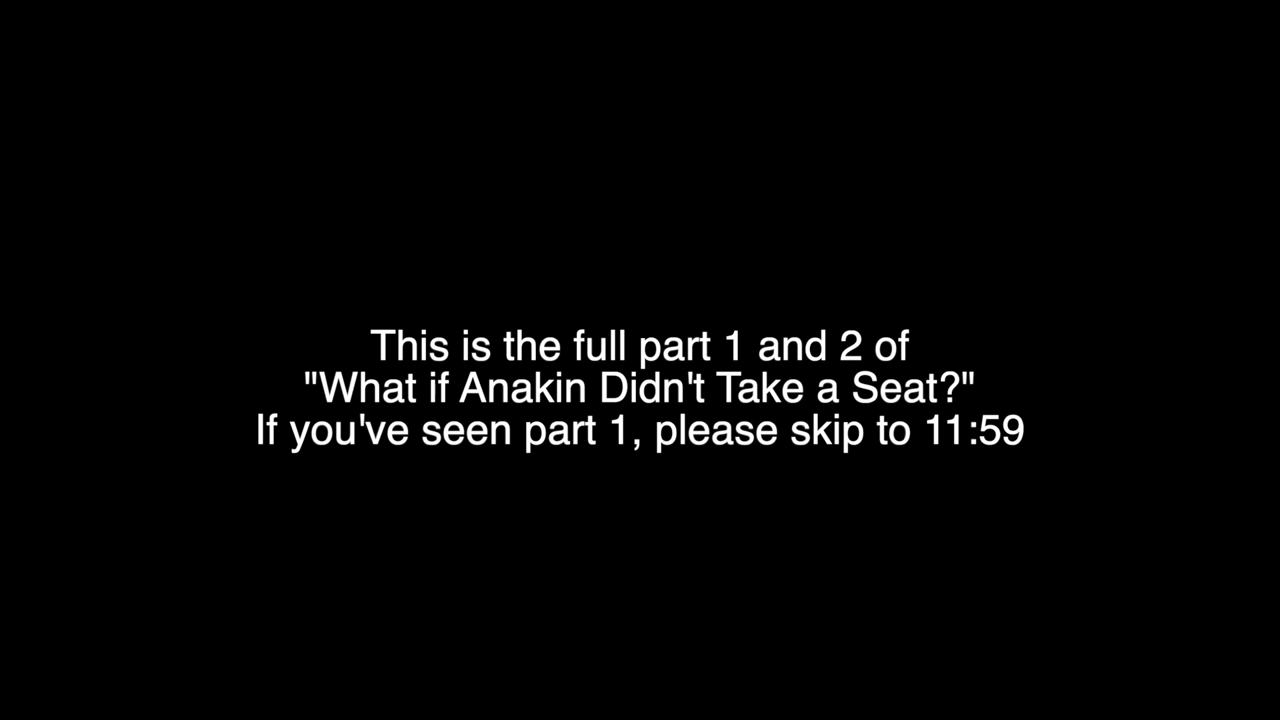 This is the full part 1 and 2 of
"What if Anakin Didn't Take a Seat?"
If you've seen part 1, please skip to 11:59